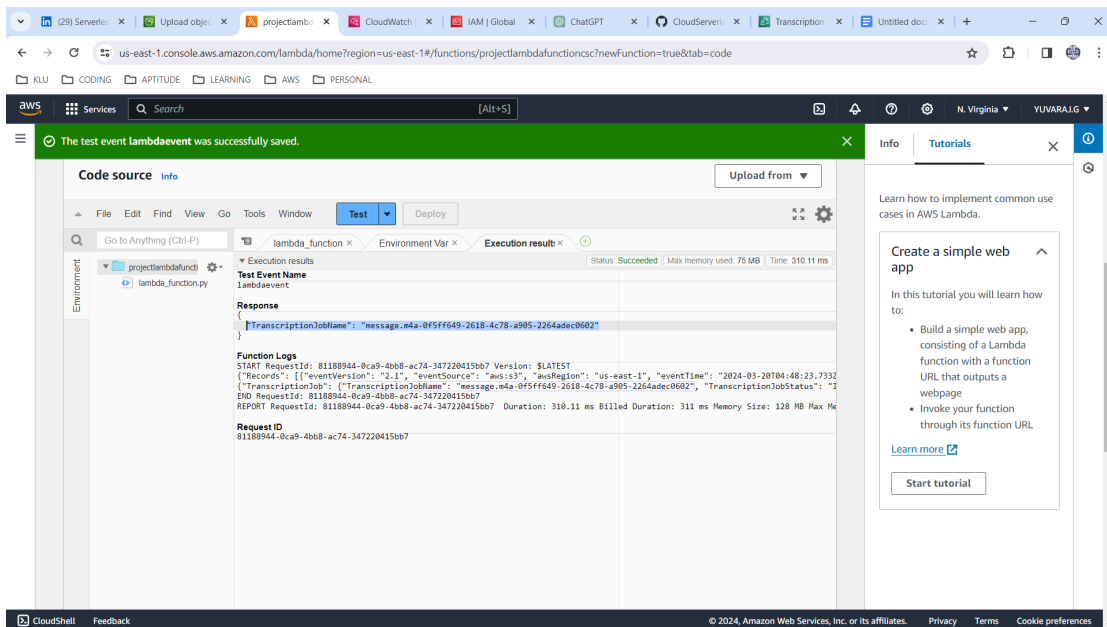 (29) Serverles
Upload objec
projectlambd
CloudWatch
IAM | Global
ChatGPT
CloudServerl
Transcription
Untitled doc
us-east-1.console.aws.amazon.com/lambda/home?region=us-east-1#/functions/projectlambdafunctioncsc?newFunction=true&tab=code
KLU CODING APTITUDE LEARNING AWS PERSONAL
aws Services Search [Alt+S] N. Virginia YUVARAJ.G
The test event lambdaevent was successfully saved.
Info Tutorials
Code source Info Upload from
File Edit Find View Go Tools Window Test Deploy
Go to Anything (Ctrl-P) lambda_function Environment Var Execution results
Environment
projectlambdafuncti
lambda_function.py
Execution results Status: Succeeded Max memory used: 75 MB Time: 310.11 ms
Test Event Name
lambdaevent
Response
{
"TranscriptionJobName": "message.m4a-0f5ff649-2618-4c78-a905-2264adec0602"
}
Function Logs
START RequestId: 81188944-0ca9-4bb8-ac74-347220415bb7 Version: $LATEST
{"Records": [{"eventVersion": "2.1", "eventSource": "aws:s3", "awsRegion": "us-east-1", "eventTime": "2024-03-20T04:48:23.733Z
{"TranscriptionJob": {"TranscriptionJobName": "message.m4a-0f5ff649-2618-4c78-a905-2264adec0602", "TranscriptionJobStatus": "I
END RequestId: 81188944-0ca9-4bb8-ac74-347220415bb7
REPORT RequestId: 81188944-0ca9-4bb8-ac74-347220415bb7 Duration: 310.11 ms Billed Duration: 311 ms Memory Size: 128 MB Max Me
Request ID
81188944-0ca9-4bb8-ac74-347220415bb7
Learn how to implement common use
cases in AWS Lambda.
Create a simple web
app
In this tutorial you will learn how
to:
• Build a simple web app,
consisting of a Lambda
function with a function
URL that outputs a
webpage
• Invoke your function
through its function URL
Learn more
Start tutorial
CloudShell Feedback © 2024, Amazon Web Services, Inc. or its affiliates. Privacy Terms Cookie preferences